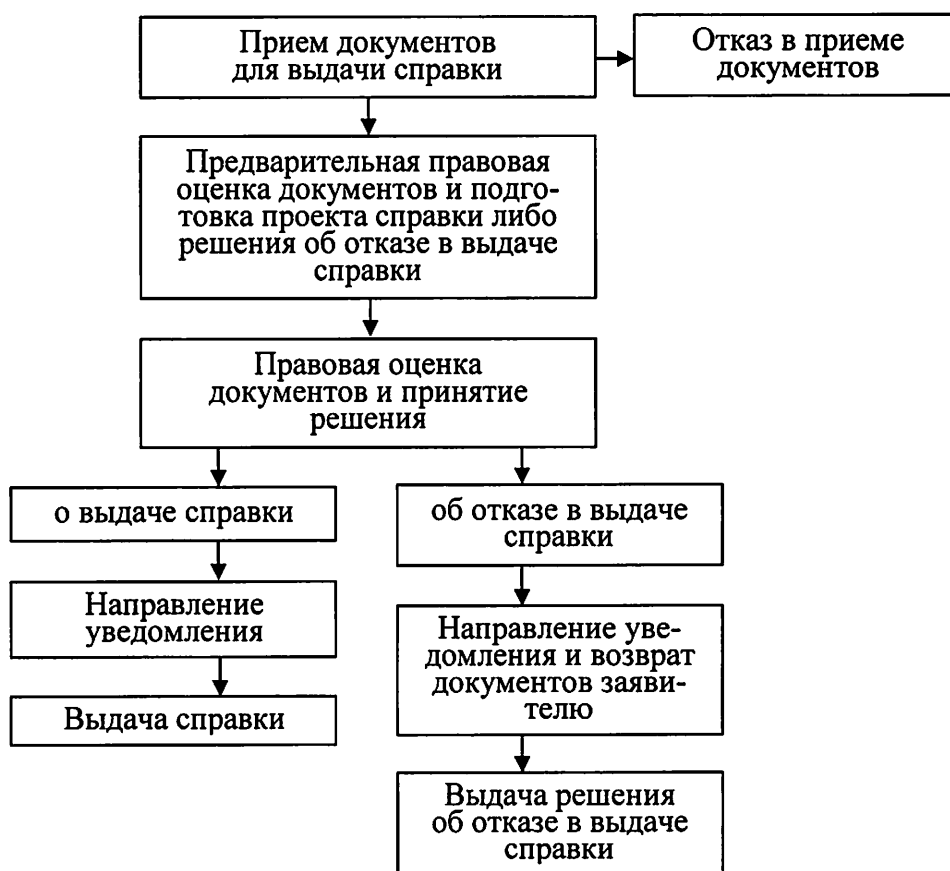 Прием документов
для выдачи справки
Отказ в приеме
документов
Предварительная правовая
оценка документов и подго-
товка проекта справки либо
решения об отказе в выдаче
справки
Правовая оценка
документов и принятие
решения
о выдаче справки
об отказе в выдаче
справки
Направление
уведомления
Направление уве-
домления и возврат
документов заяви-
телю
Выдача справки
Выдача решения
об отказе в выдаче
справки